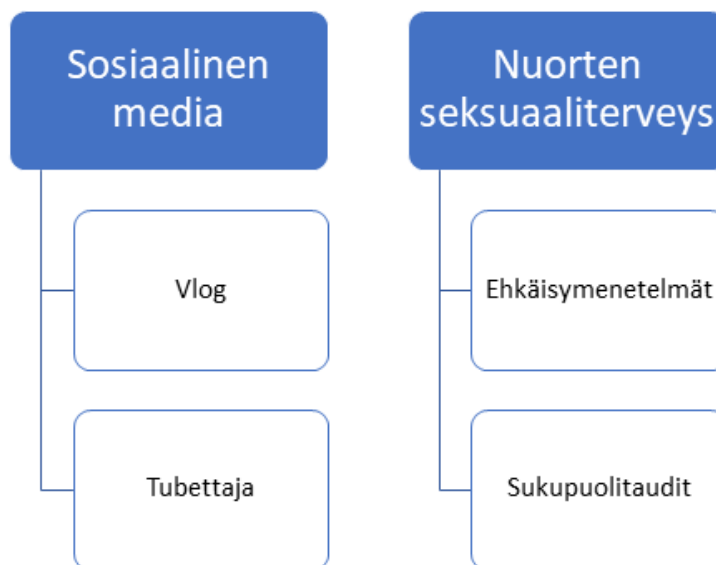 Sosiaalinen
media
Vlog
Tubettaja
Nuorten
seksuaaliterveys
Ehkäisymenetelmät
Sukupuolitaudit